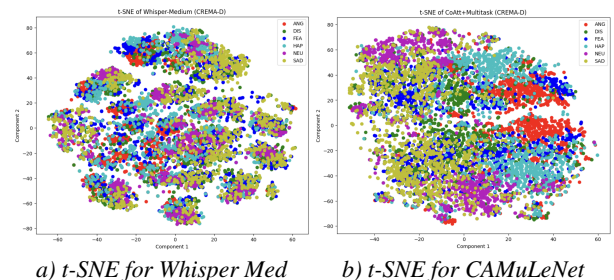 t-SNE of Whisper-Medium (CREMA-D)
ANG
DIS
FEA
HAP
NEU
SAD
80
60
40
20
0
-20
-40
-60
-80
Component 2
-60
-40
-20
0
20
40
60
Component 1
a) t-SNE for Whisper Med
t-SNE of CoAtt+Multitask (CREMA-D)
ANG
DIS
FEA
HAP
NEU
SAD
80
60
40
20
0
-20
-40
-60
-80
Component 2
-40
-20
0
20
40
60
Component 1
b) t-SNE for CAMuLeNet